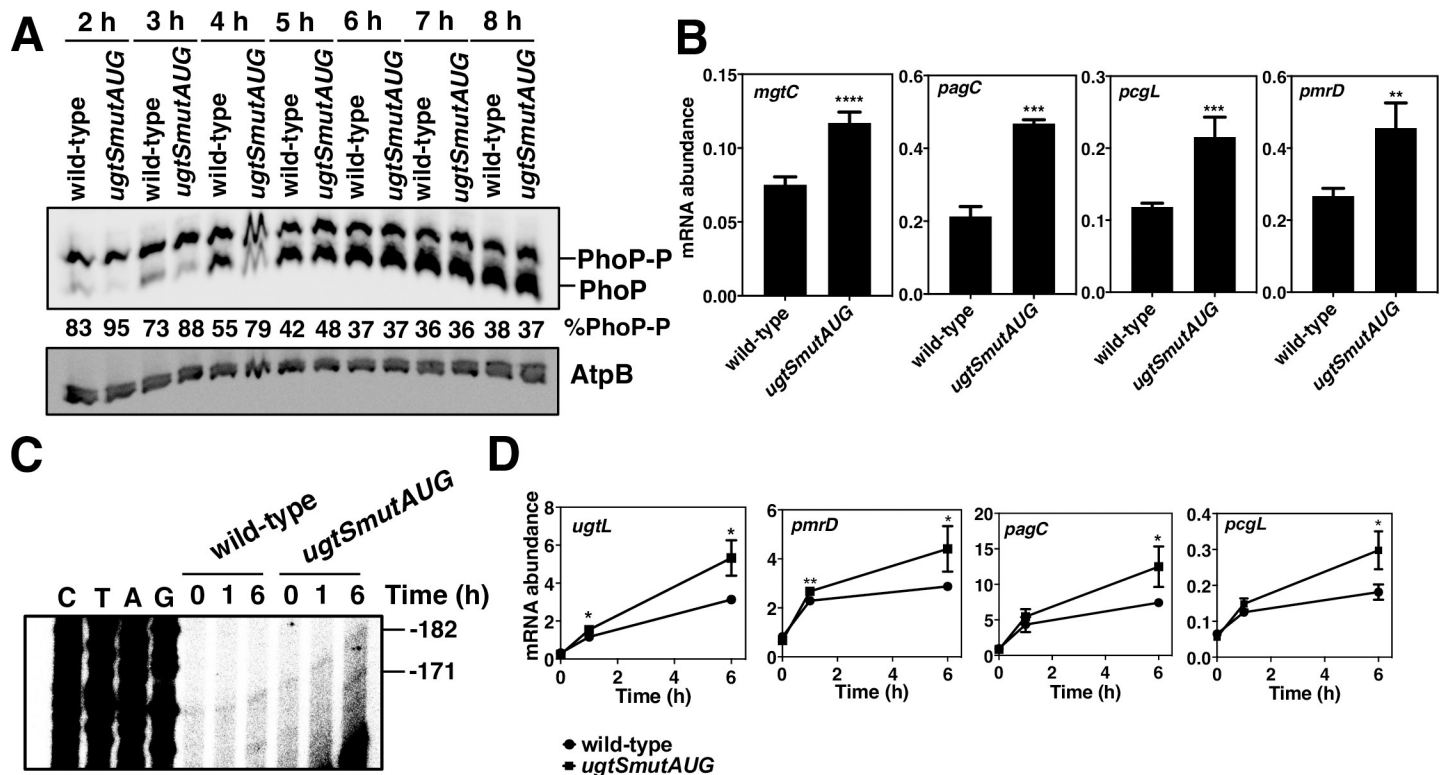 A
2 h 3 h 4 h 5 h 6 h 7 h 8 h
wild-type ugtSmutAUG wild-type ugtSmutAUG wild-type ugtSmutAUG wild-type ugtSmutAUG wild-type ugtSmutAUG wild-type ugtSmutAUG wild-type ugtSmutAUG
PhoP-P
PhoP
83 95 73 88 55 79 42 48 37 37 36 36 38 37 %PhoP-P
AtpB
B
mRNA abundance
mgtC
****
0.15
0.10
0.05
0.00
wild-type ugtSmutAUG
pagC
***
0.6
0.4
0.2
0.0
wild-type ugtSmutAUG
pcgL
***
0.3
0.2
0.1
0.0
wild-type ugtSmutAUG
pmrD
**
0.6
0.4
0.2
0.0
wild-type ugtSmutAUG
C
wild-type ugtSmutAUG
C T A G 0 1 6 0 1 6 Time (h)
-182
-171
D
mRNA abundance
ugtL
* *
8
6
4
2
0
0 2 4 6
Time (h)
pmrD
** *
6
4
2
0
0 2 4 6
Time (h)
pagC
*
20
15
10
5
0
0 2 4 6
Time (h)
pcgL
*
0.4
0.3
0.2
0.1
0.0
0 2 4 6
Time (h)
wild-type
ugtSmutAUG